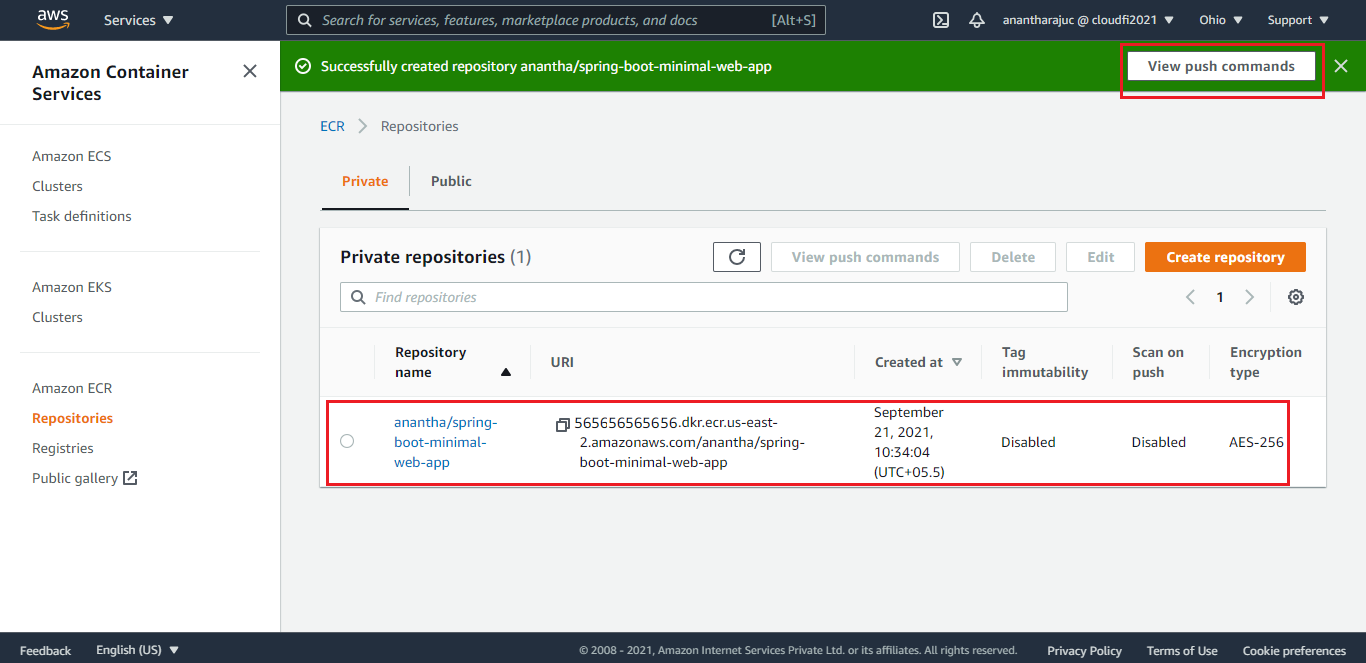 aws
Services
Search for services, features, marketplace products, and docs [Alt+S]
anantharajuc @ cloudfi2021
Ohio
Support
Amazon Container
Services
Amazon ECS
Clusters
Task definitions
Amazon EKS
Clusters
Amazon ECR
Repositories
Registries
Public gallery
Successfully created repository anantha/spring-boot-minimal-web-app
View push commands
ECR
Repositories
Private
Public
Private repositories (1)
View push commands
Delete
Edit
Create repository
Find repositories
1
Repository
name
URI
Created at
Tag
immutability
Scan on
push
Encryption
type
anantha/spring-
boot-minimal-
web-app
565656565656.dkr.ecr.us-east-
2.amazonaws.com/anantha/spring-
boot-minimal-web-app
September
21, 2021,
10:34:04
(UTC+05.5)
Disabled
Disabled
AES-256
Feedback
English (US)
© 2008 - 2021, Amazon Internet Services Private Ltd. or its affiliates. All rights reserved.
Privacy Policy
Terms of Use
Cookie preferences